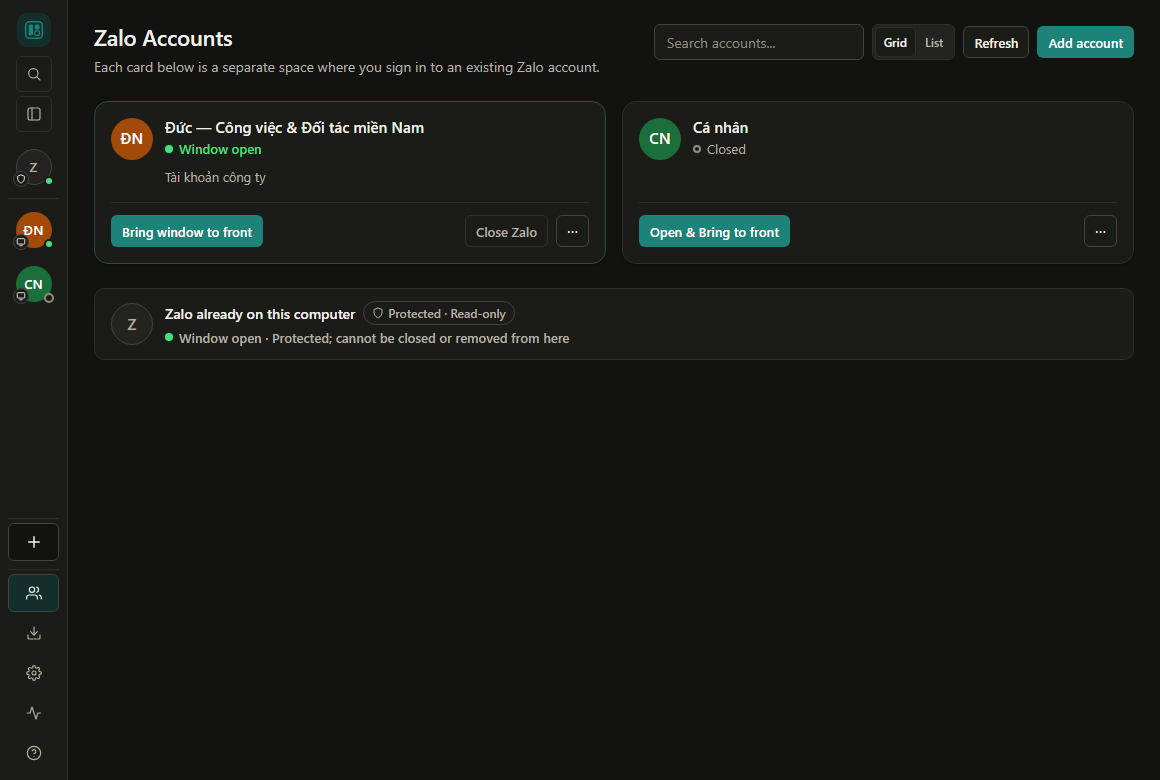 Zalo Accounts
Each card below is a separate space where you sign in to an existing Zalo account.
Search accounts...
Grid
List
Refresh
Add account
Z
ĐN
CN
ĐN
Đức — Công việc & Đối tác miền Nam
Window open
Tài khoản công ty
Bring window to front
Close Zalo
...
CN
Cá nhân
Closed
Open & Bring to front
...
Z
Zalo already on this computer
Protected · Read-only
Window open · Protected; cannot be closed or removed from here